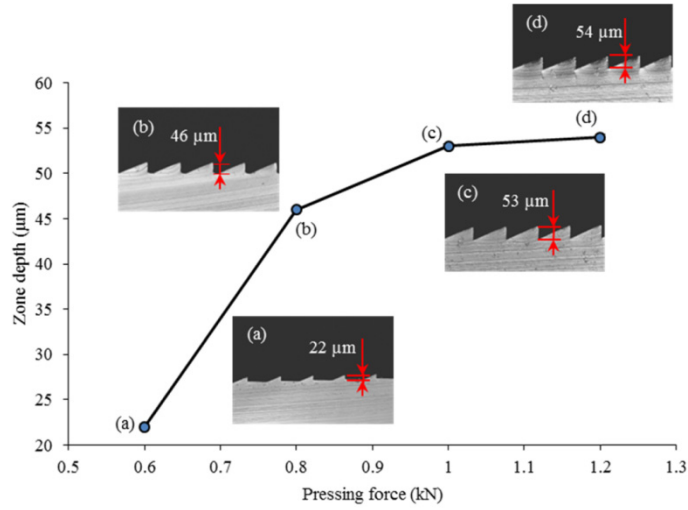 (d)
54 µm
60
55
(b)
46 µm
(c)
(d)
50
(c)
53 µm
45
(b)
40
35
(a)
22 µm
30
25
(a)
20
0.5
0.6
0.7
0.8
0.9
1
1.1
1.2
1.3
Zone depth (µm)
Pressing force (kN)